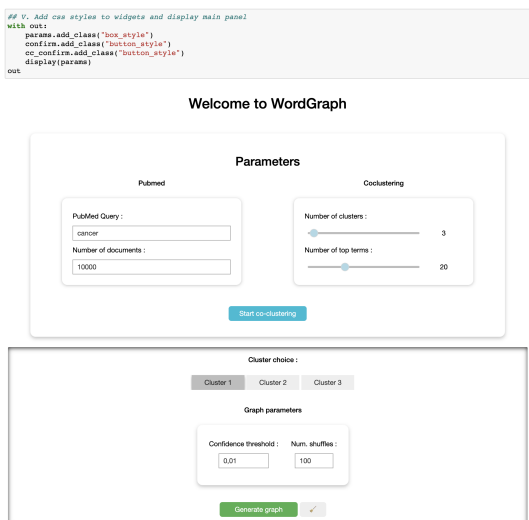 ## V. Add css styles to widgets and display main panel
with out:
    params.add_class("box_style")
    confirm.add_class("button_style")
    cc_confirm.add_class("button_style")
    display(params)
out
Welcome to WordGraph
Parameters
Pubmed
PubMed Query :
cancer
Number of documents :
10000
Coclustering
Number of clusters :
3
Number of top terms :
20
Start co-clustering
Cluster choice :
Cluster 1 Cluster 2 Cluster 3
Graph parameters
Confidence threshold : Num. shuffles :
0,01 100
Generate graph